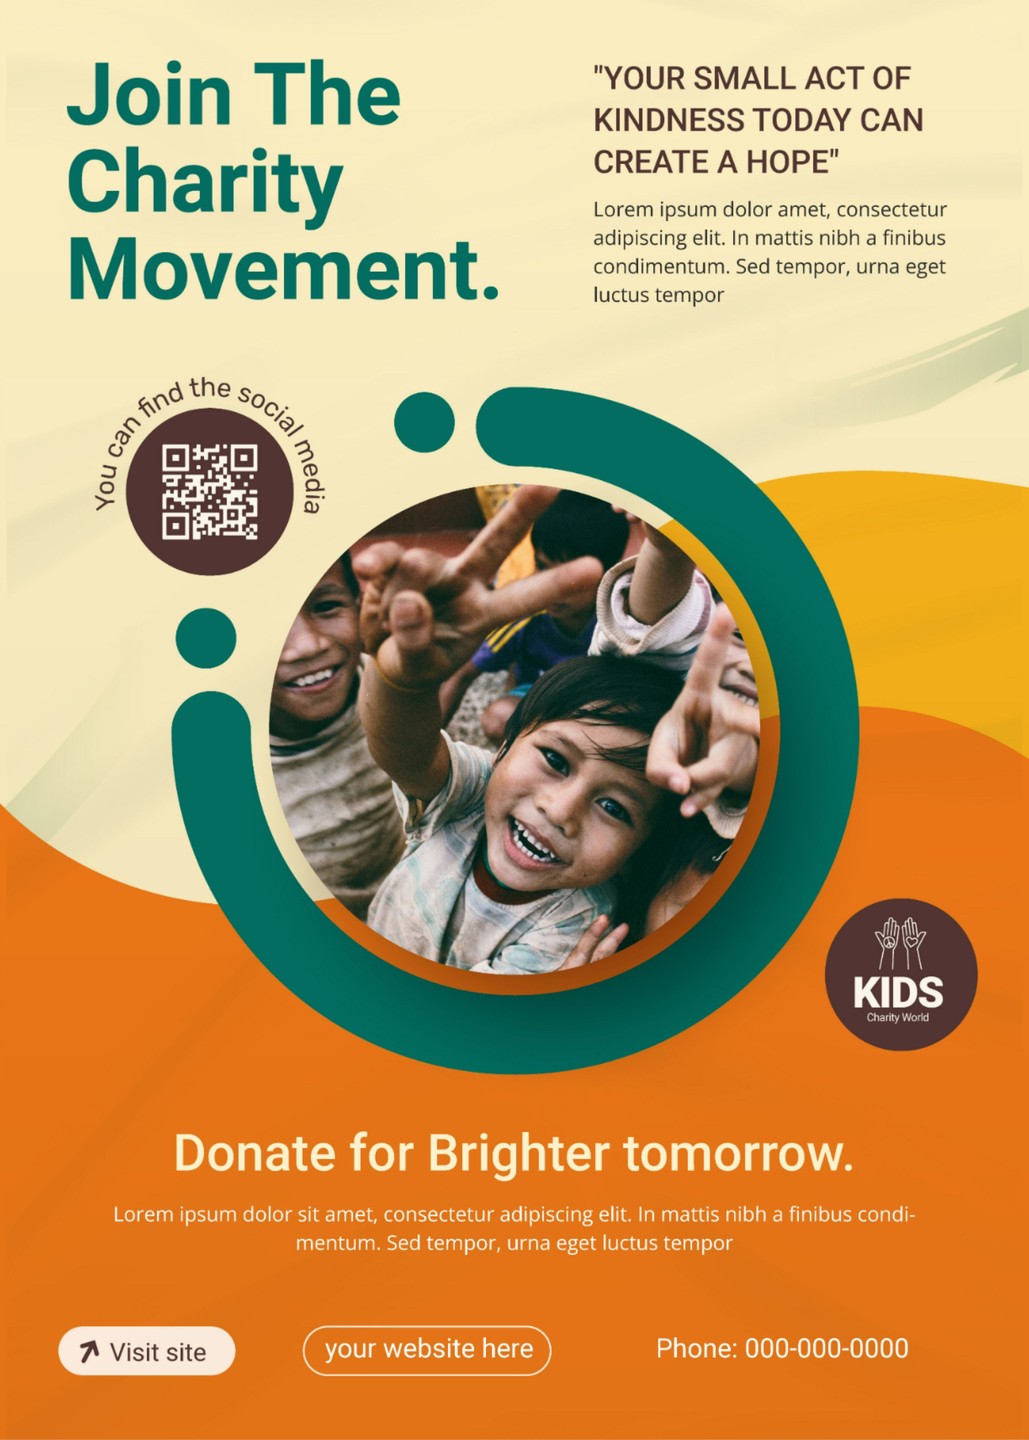 Join The
Charity
Movement.
"YOUR SMALL ACT OF
KINDNESS TODAY CAN
CREATE A HOPE"
Lorem ipsum dolor amet, consectetur
adipiscing elit. In mattis nibh a finibus
condimentum. Sed tempor, urna eget
luctus tempor
You can find the social media
KIDS
Charity World
Donate for Brighter tomorrow.
Lorem ipsum dolor sit amet, consectetur adipiscing elit. In mattis nibh a finibus condi-
mentum. Sed tempor, urna eget luctus tempor
Visit site
your website here
Phone: 000-000-0000